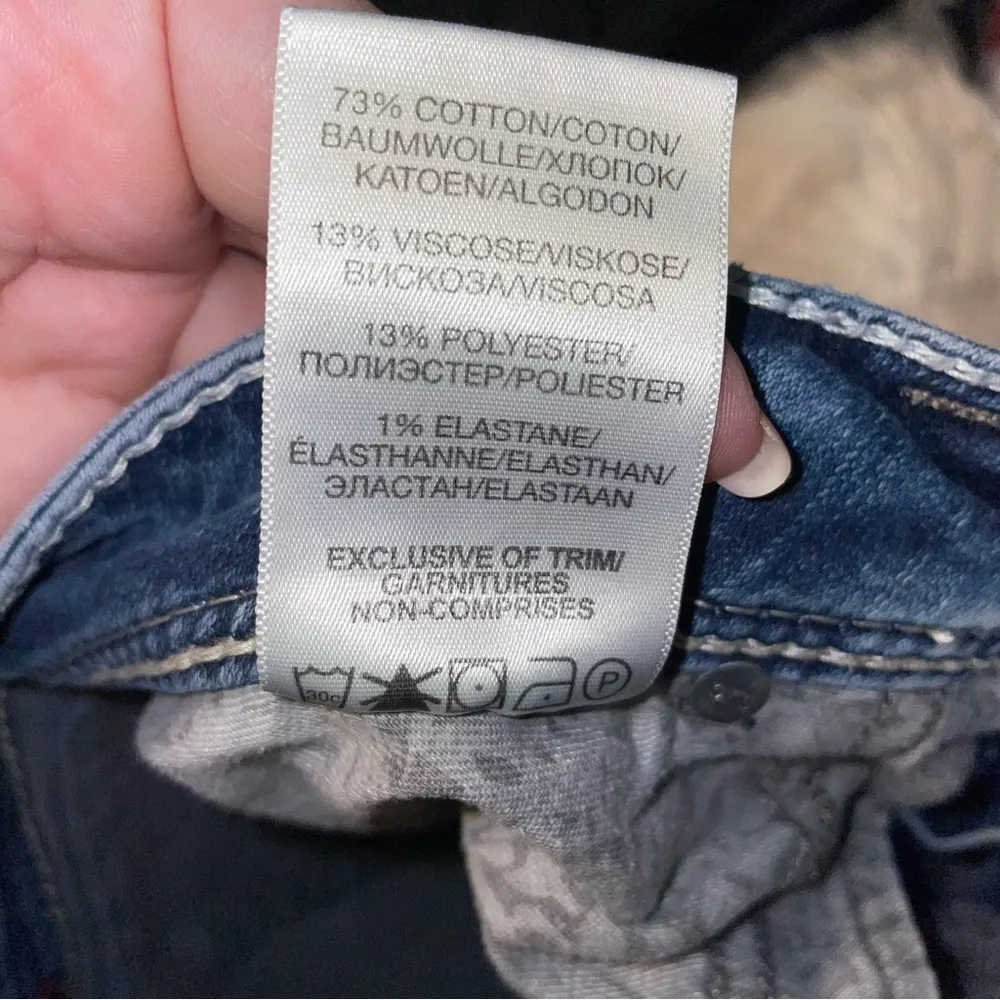 73% COTTON/COTON/
BAUMWOLLE/ХЛОПОК/
KATOEN/ALGODON
13% VISCOSE/VISKOSE/
ВИСКОЗА/VISCOSA
13% POLYESTER/
ПОЛИЭСТЕР/POLIESTER
1% ELASTANE/
ÉLASTHANNE/ELASTHAN/
ЭЛАСТАН/ELASTAAN
EXCLUSIVE OF TRIM/
GARNITURES
NON-COMPRISES
30c P